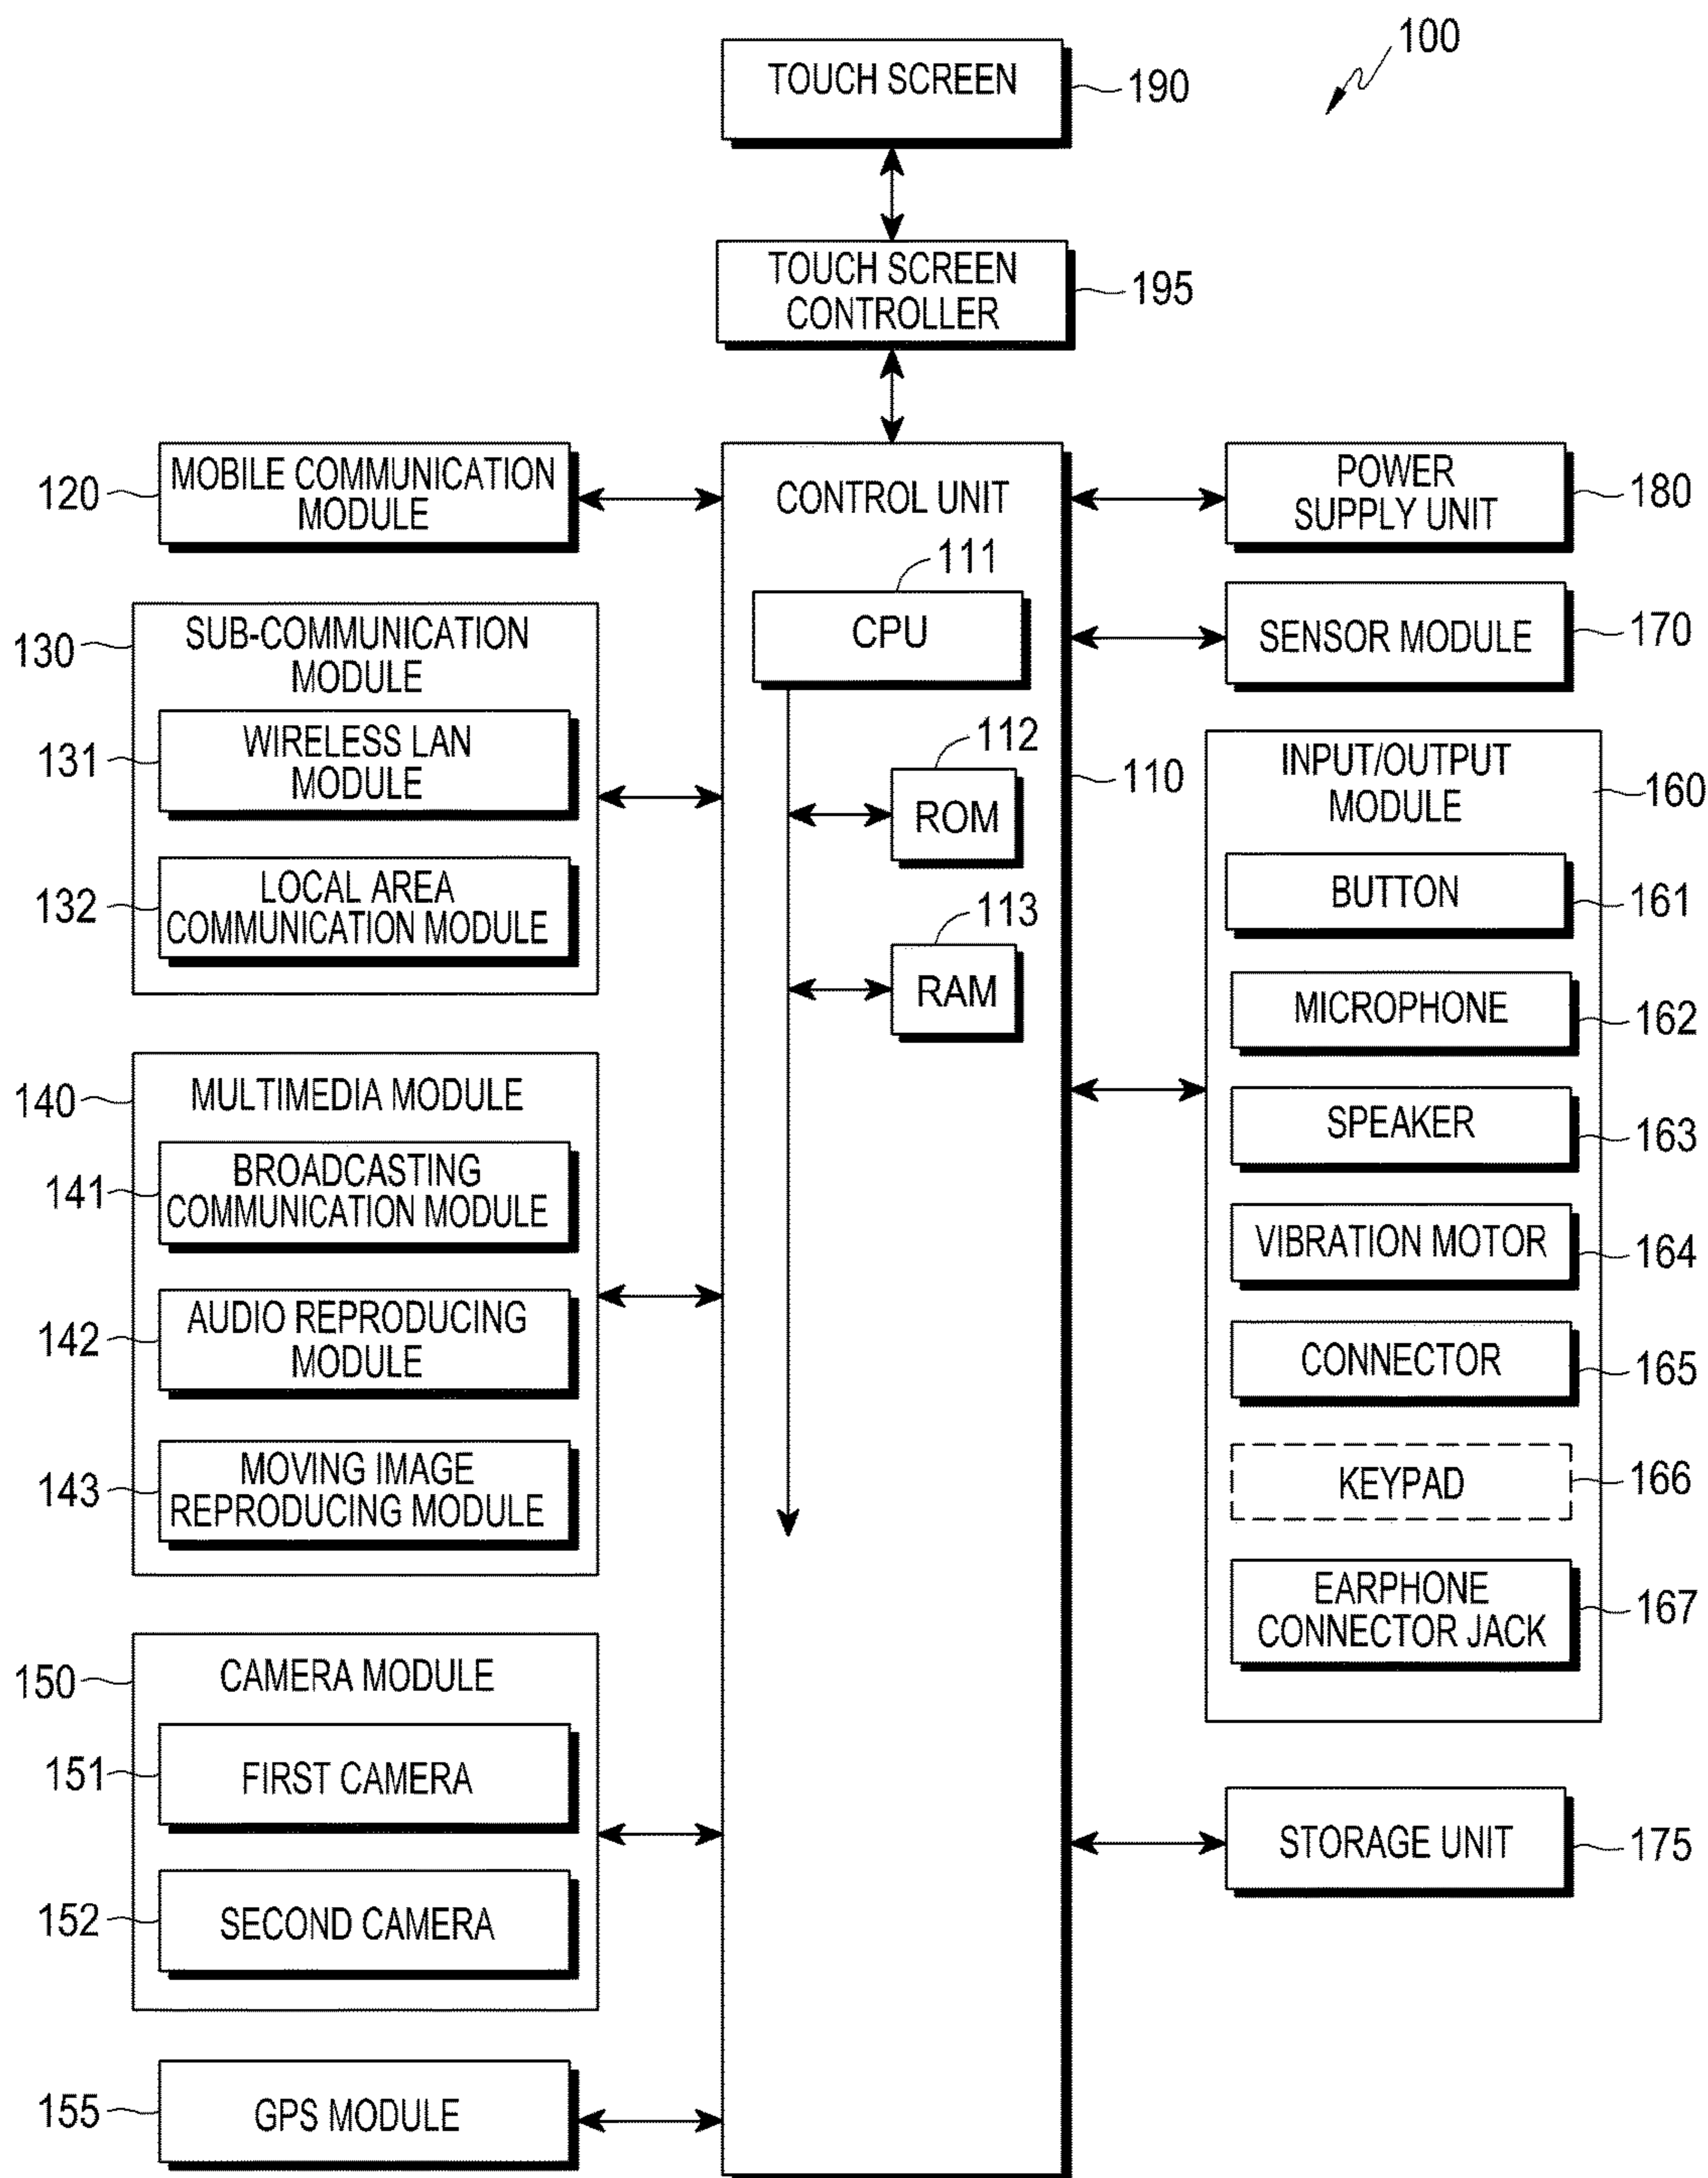 100
TOUCH SCREEN
190
TOUCH SCREEN
CONTROLLER
195
120
MOBILE COMMUNICATION
MODULE
130
SUB-COMMUNICATION
MODULE
131
WIRELESS LAN
MODULE
132
LOCAL AREA
COMMUNICATION MODULE
140
MULTIMEDIA MODULE
141
BROADCASTING
COMMUNICATION MODULE
142
AUDIO REPRODUCING
MODULE
143
MOVING IMAGE
REPRODUCING MODULE
150
CAMERA MODULE
151
FIRST CAMERA
152
SECOND CAMERA
155
GPS MODULE
CONTROL UNIT
111
CPU
112
ROM
113
RAM
110
POWER
SUPPLY UNIT
180
SENSOR MODULE
170
INPUT/OUTPUT
MODULE
160
BUTTON
161
MICROPHONE
162
SPEAKER
163
VIBRATION MOTOR
164
CONNECTOR
165
KEYPAD
166
EARPHONE
CONNECTOR JACK
167
STORAGE UNIT
175